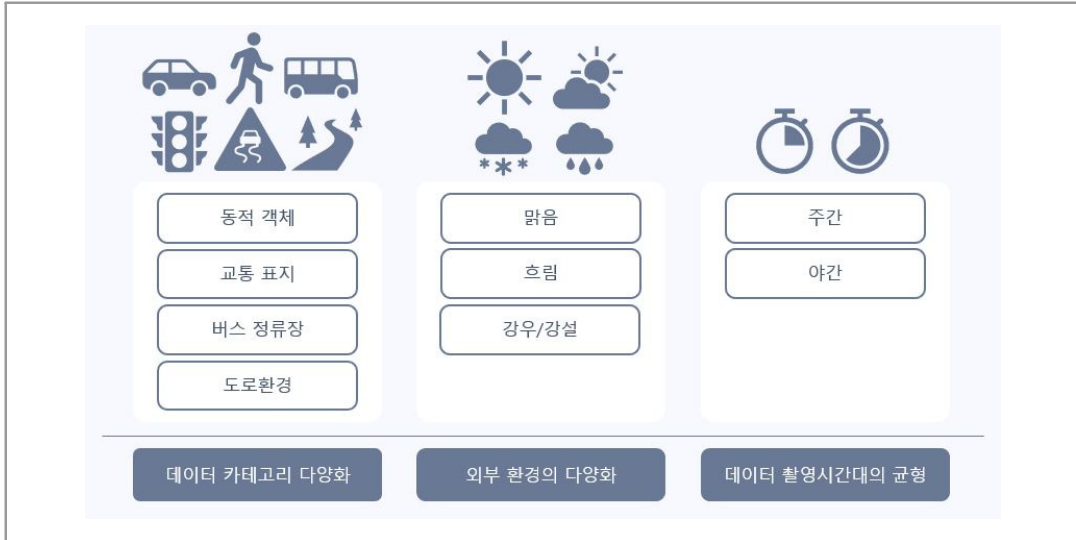 동적 객체
교통 표지
버스 정류장
도로환경
데이터 카테고리 다양화
맑음
흐림
강우/강설
외부 환경의 다양화
주간
야간
데이터 촬영시간대의 균형